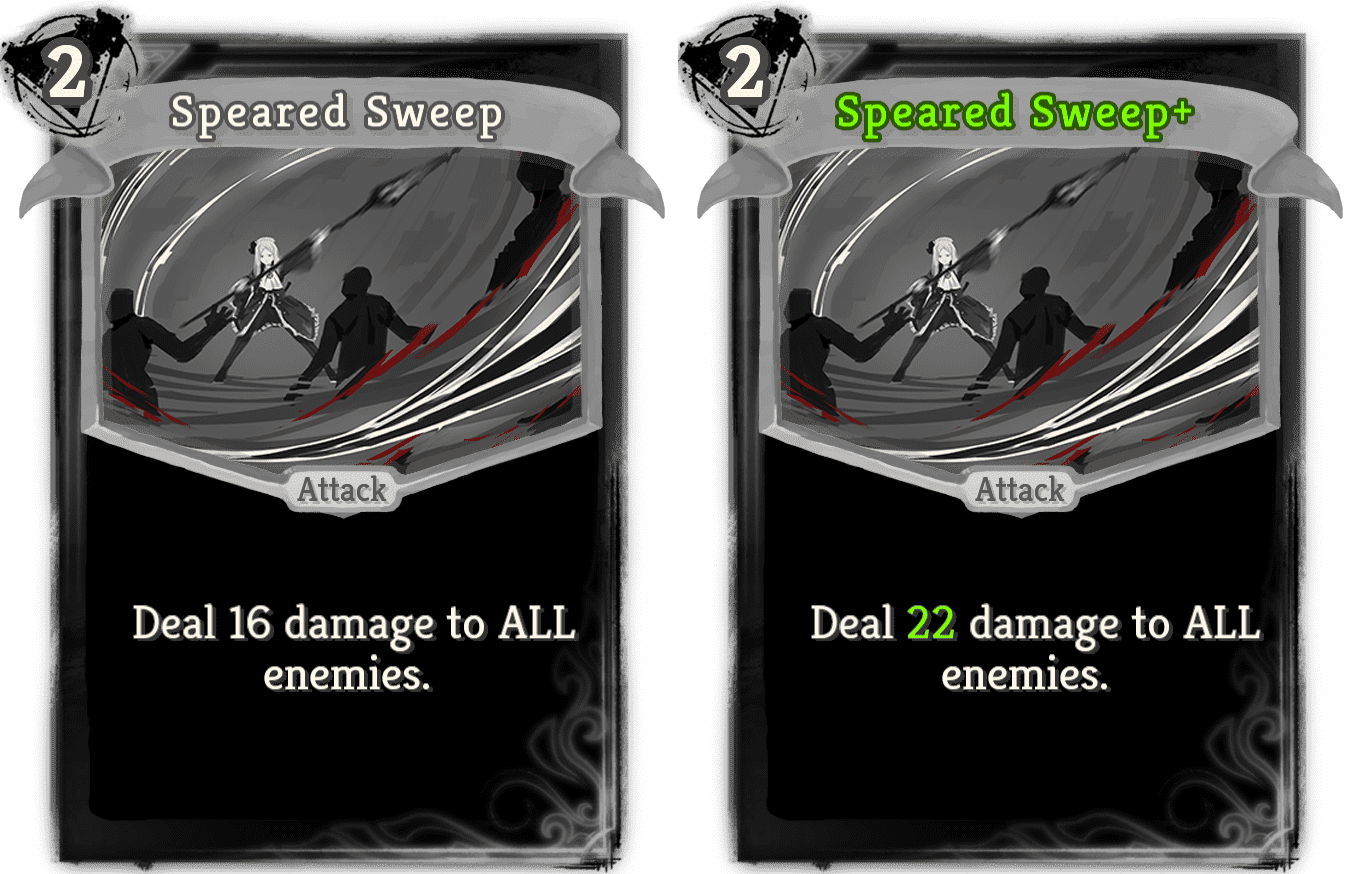 2
Speared Sweep
Attack
Deal 16 damage to ALL
enemies.
2
Speared Sweep+
Attack
Deal 22 damage to ALL
enemies.